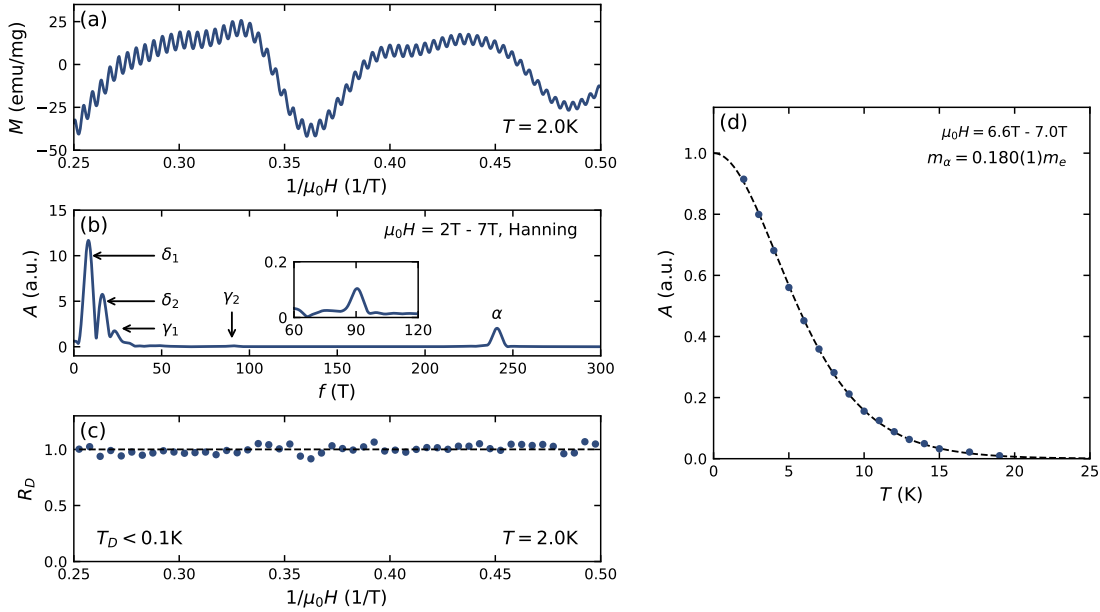 (a)
M (emu/mg)
25
0
−25
−50
T = 2.0K
0.25 0.30 0.35 0.40 0.45 0.50
1/μ₀H (1/T)
(b)
A (a.u.)
15
10
5
0
μ₀H = 2T - 7T, Hanning
δ₁
δ₂
γ₁
γ₂
α
0.2
0
60 90 120
0 50 100 150 200 250 300
f (T)
(c)
R_D
1.0
0.5
0.0
T_D < 0.1K
T = 2.0K
0.25 0.30 0.35 0.40 0.45 0.50
1/μ₀H (1/T)
(d)
μ₀H = 6.6T - 7.0T
m_α = 0.180(1)m_e
A (a.u.)
1.0
0.8
0.6
0.4
0.2
0.0
0 5 10 15 20 25
T (K)